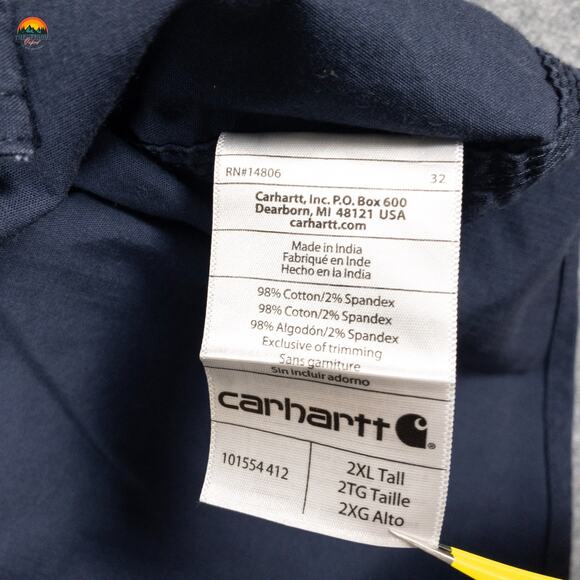 RN#14806 32
Carhartt, Inc. P.O. Box 600
Dearborn, MI 48121 USA
carhartt.com
Made in India
Fabriqué en Inde
Hecho en la India
98% Cotton/2% Spandex
98% Coton/2% Spandex
98% Algodón/2% Spandex
Exclusive of trimming
Sans garniture
Sin incluir adorno
carhartt
101554 412
2XL Tall
2TG Taille
2XG Alto